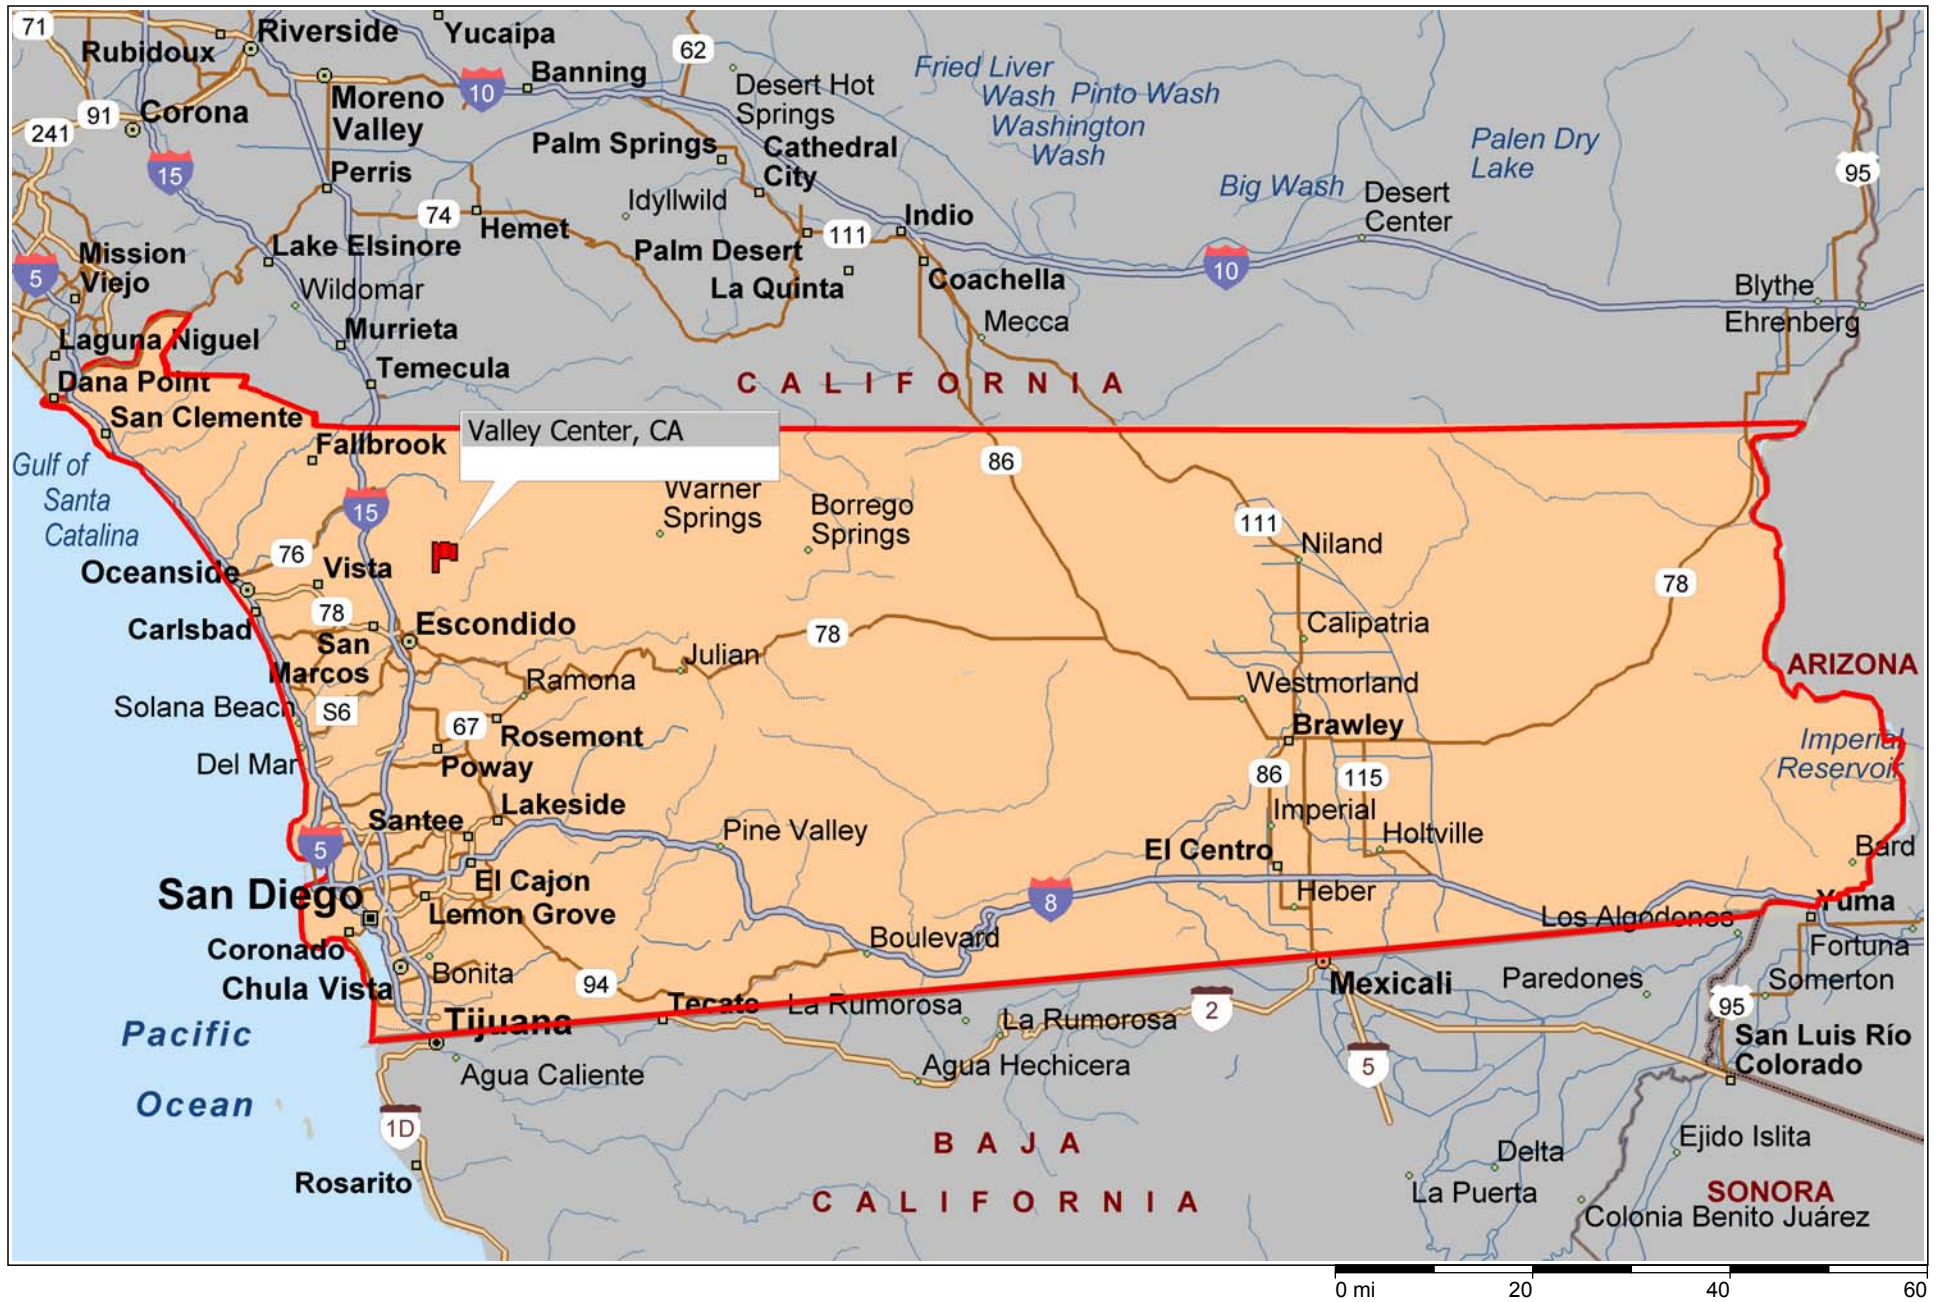 71
Rubidoux
Riverside
Yucaipa
Banning
62
Desert Hot
Springs
Fried Liver
Wash
Pinto Wash
Washington
Wash
Palen Dry
Lake
95
10
91
Corona
241
Moreno
Valley
15
Perris
Palm Springs
Cathedral
City
Idyllwild
Big Wash
Desert
Center
74
Hemet
Indio
111
Palm Desert
La Quinta
Coachella
10
Mission
Viejo
5
Lake Elsinore
Wildomar
Blythe
Ehrenberg
Mecca
Laguna Niguel
Murrieta
Dana Point
Temecula
CALIFORNIA
San Clemente
Fallbrook
Valley Center, CA
Gulf of
Santa
Catalina
15
86
Warner
Springs
Borrego
Springs
111
Niland
76
Vista
Oceanside
78
Carlsbad
San
Marcos
Escondido
78
Calipatria
78
Julian
Ramona
Westmorland
ARIZONA
Solana Beach
S6
67
Rosemont
Brawley
Imperial
Reservoir
Del Mar
Poway
86
115
Santee
Lakeside
Imperial
Pine Valley
El Centro
Holtville
Bard
5
San Diego
El Cajon
Lemon Grove
8
Heber
Los Algodones
Yuma
Coronado
Boulevard
Fortuna
Chula Vista
Bonita
94
Mexicali
Paredones
Somerton
Tecate
La Rumorosa
2
95
Tijuana
La Rumorosa
San Luis Río
Colorado
Pacific
Ocean
Agua Caliente
Agua Hechicera
5
1D
BAJA
CALIFORNIA
Rosarito
Delta
Ejido Islita
La Puerta
SONORA
Colonia Benito Juárez
0 mi 20 40 60